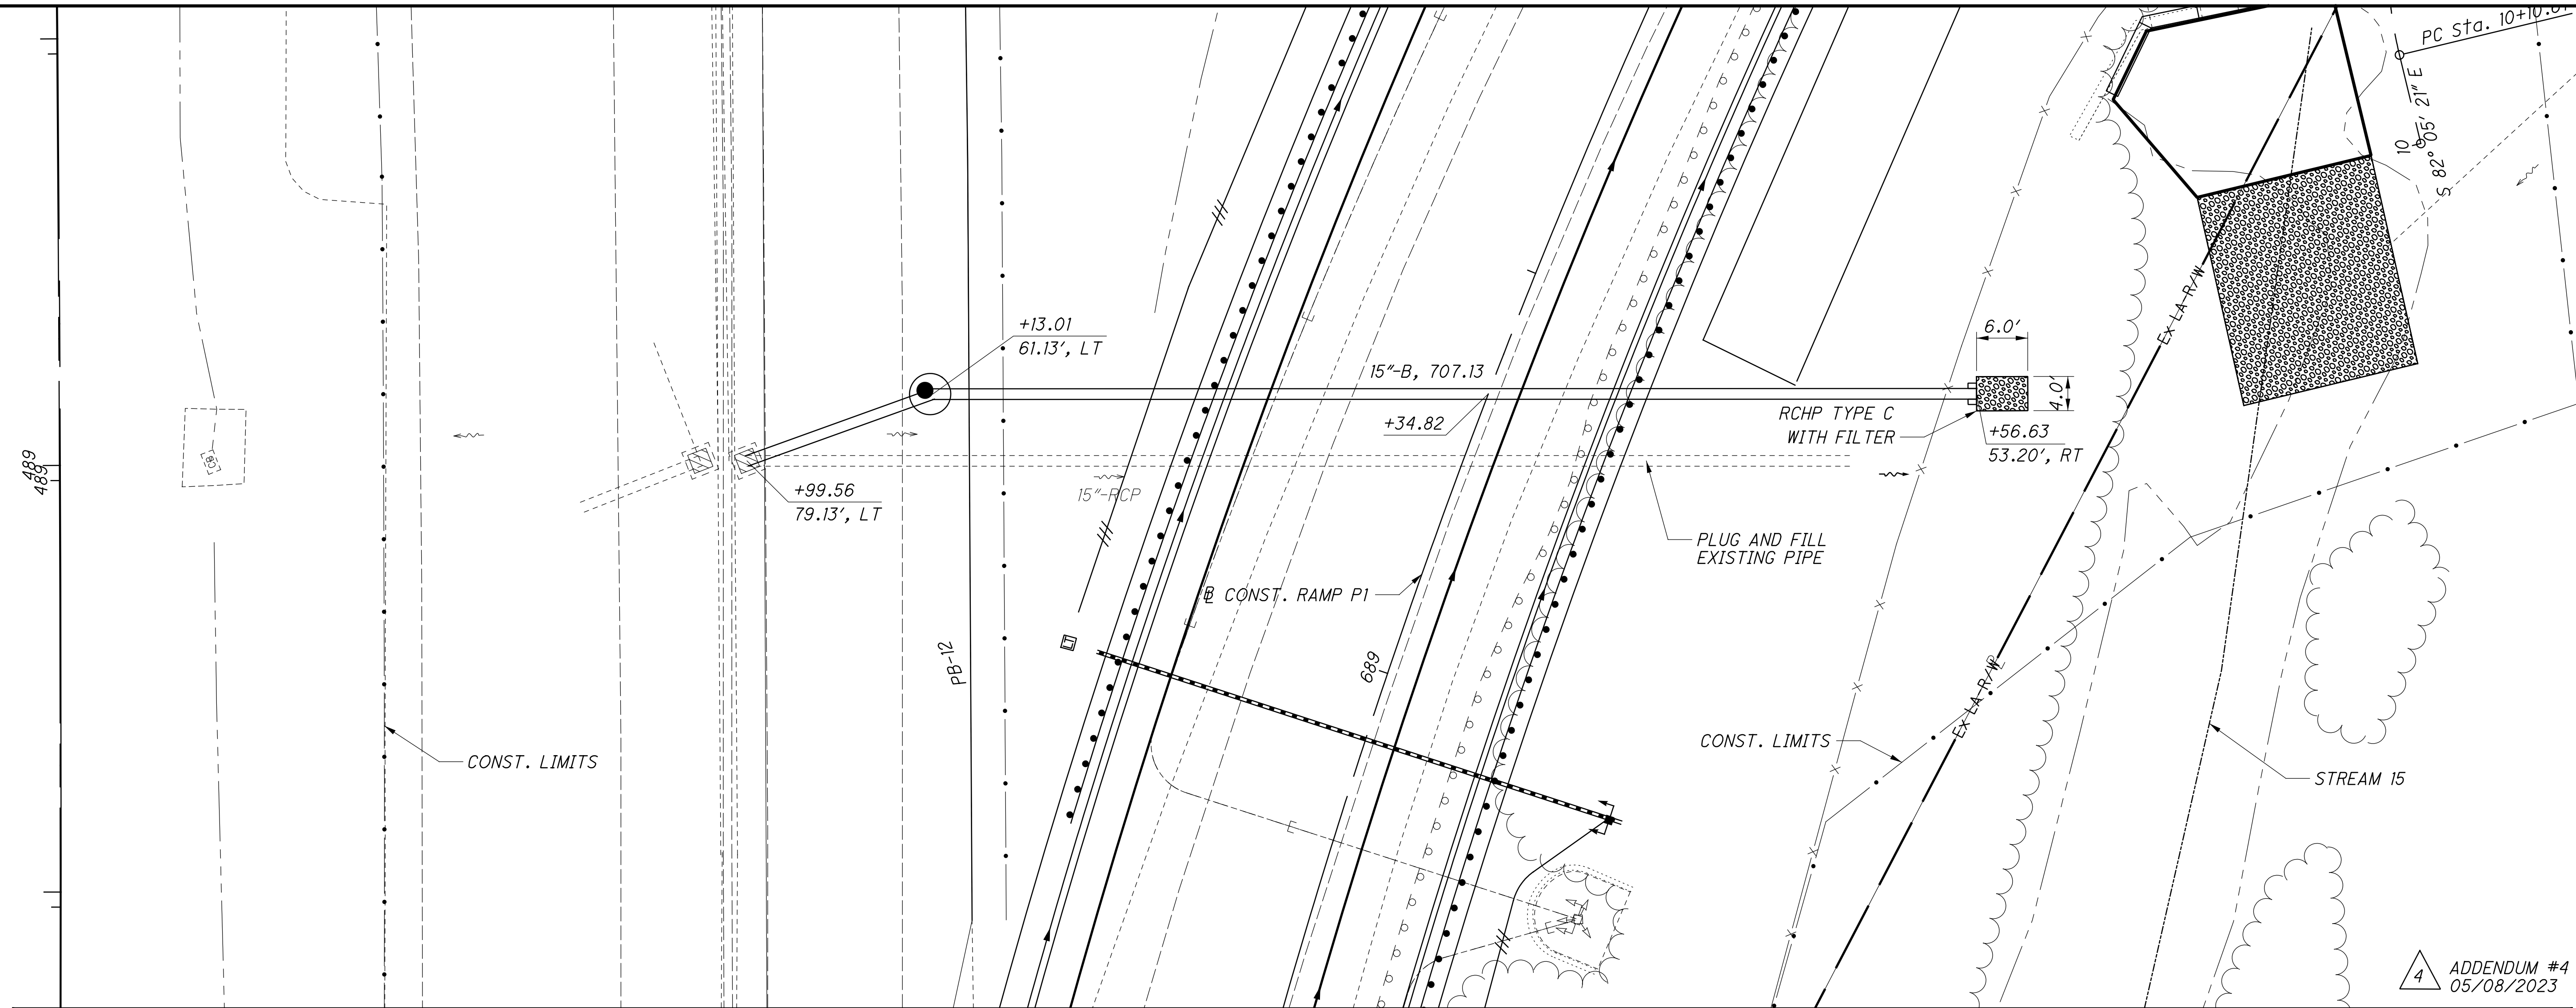 PC Sta. 10+10.01
S 82° 05' 21" E
10
Ex LA R/W
+13.01
61.13', LT
15"-B, 707.13
+34.82
6.0'
4.0'
RCHP TYPE C
WITH FILTER
+56.63
53.20', RT
489
489
+99.56
79.13', LT
15"-RCP
PLUG AND FILL
EXISTING PIPE
CONST. RAMP P1
LT
PB-12
689
Ex LA R/W
CONST. LIMITS
CONST. LIMITS
STREAM 15
4
ADDENDUM #4
05/08/2023